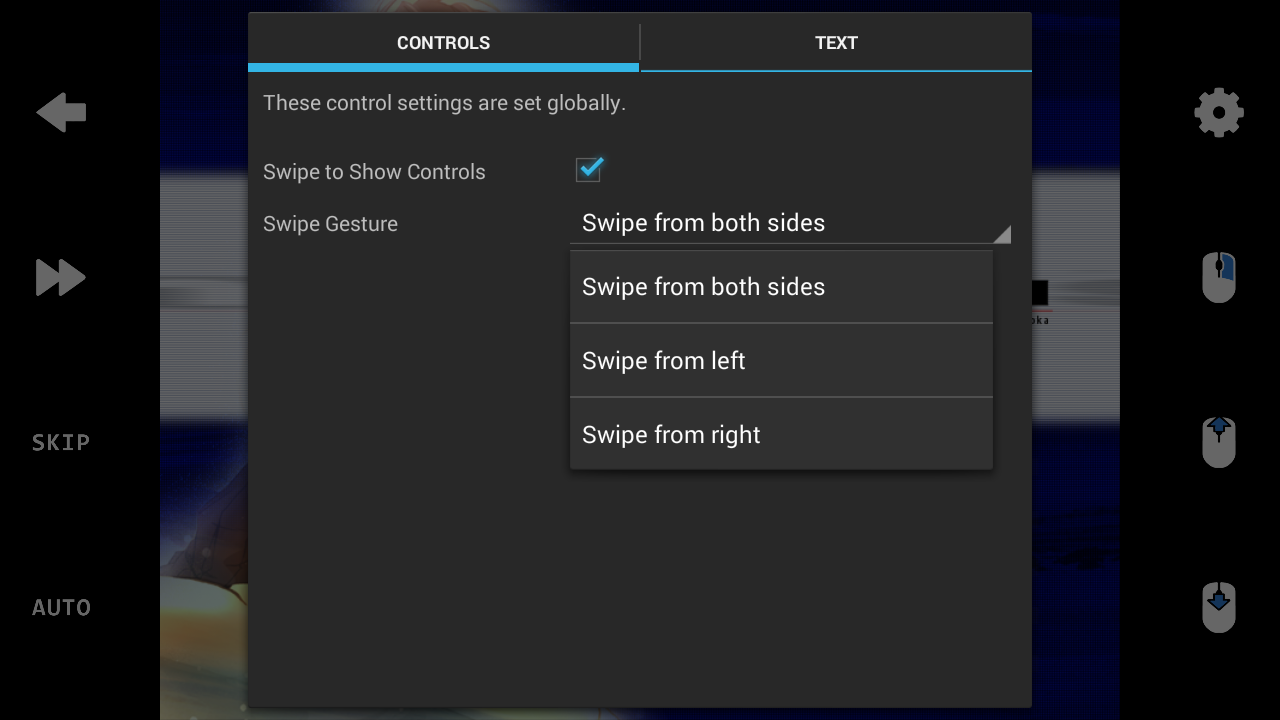 CONTROLS
TEXT
These control settings are set globally.
Swipe to Show Controls
Swipe Gesture
Swipe from both sides
Swipe from both sides
Swipe from left
Swipe from right
SKIP
AUTO